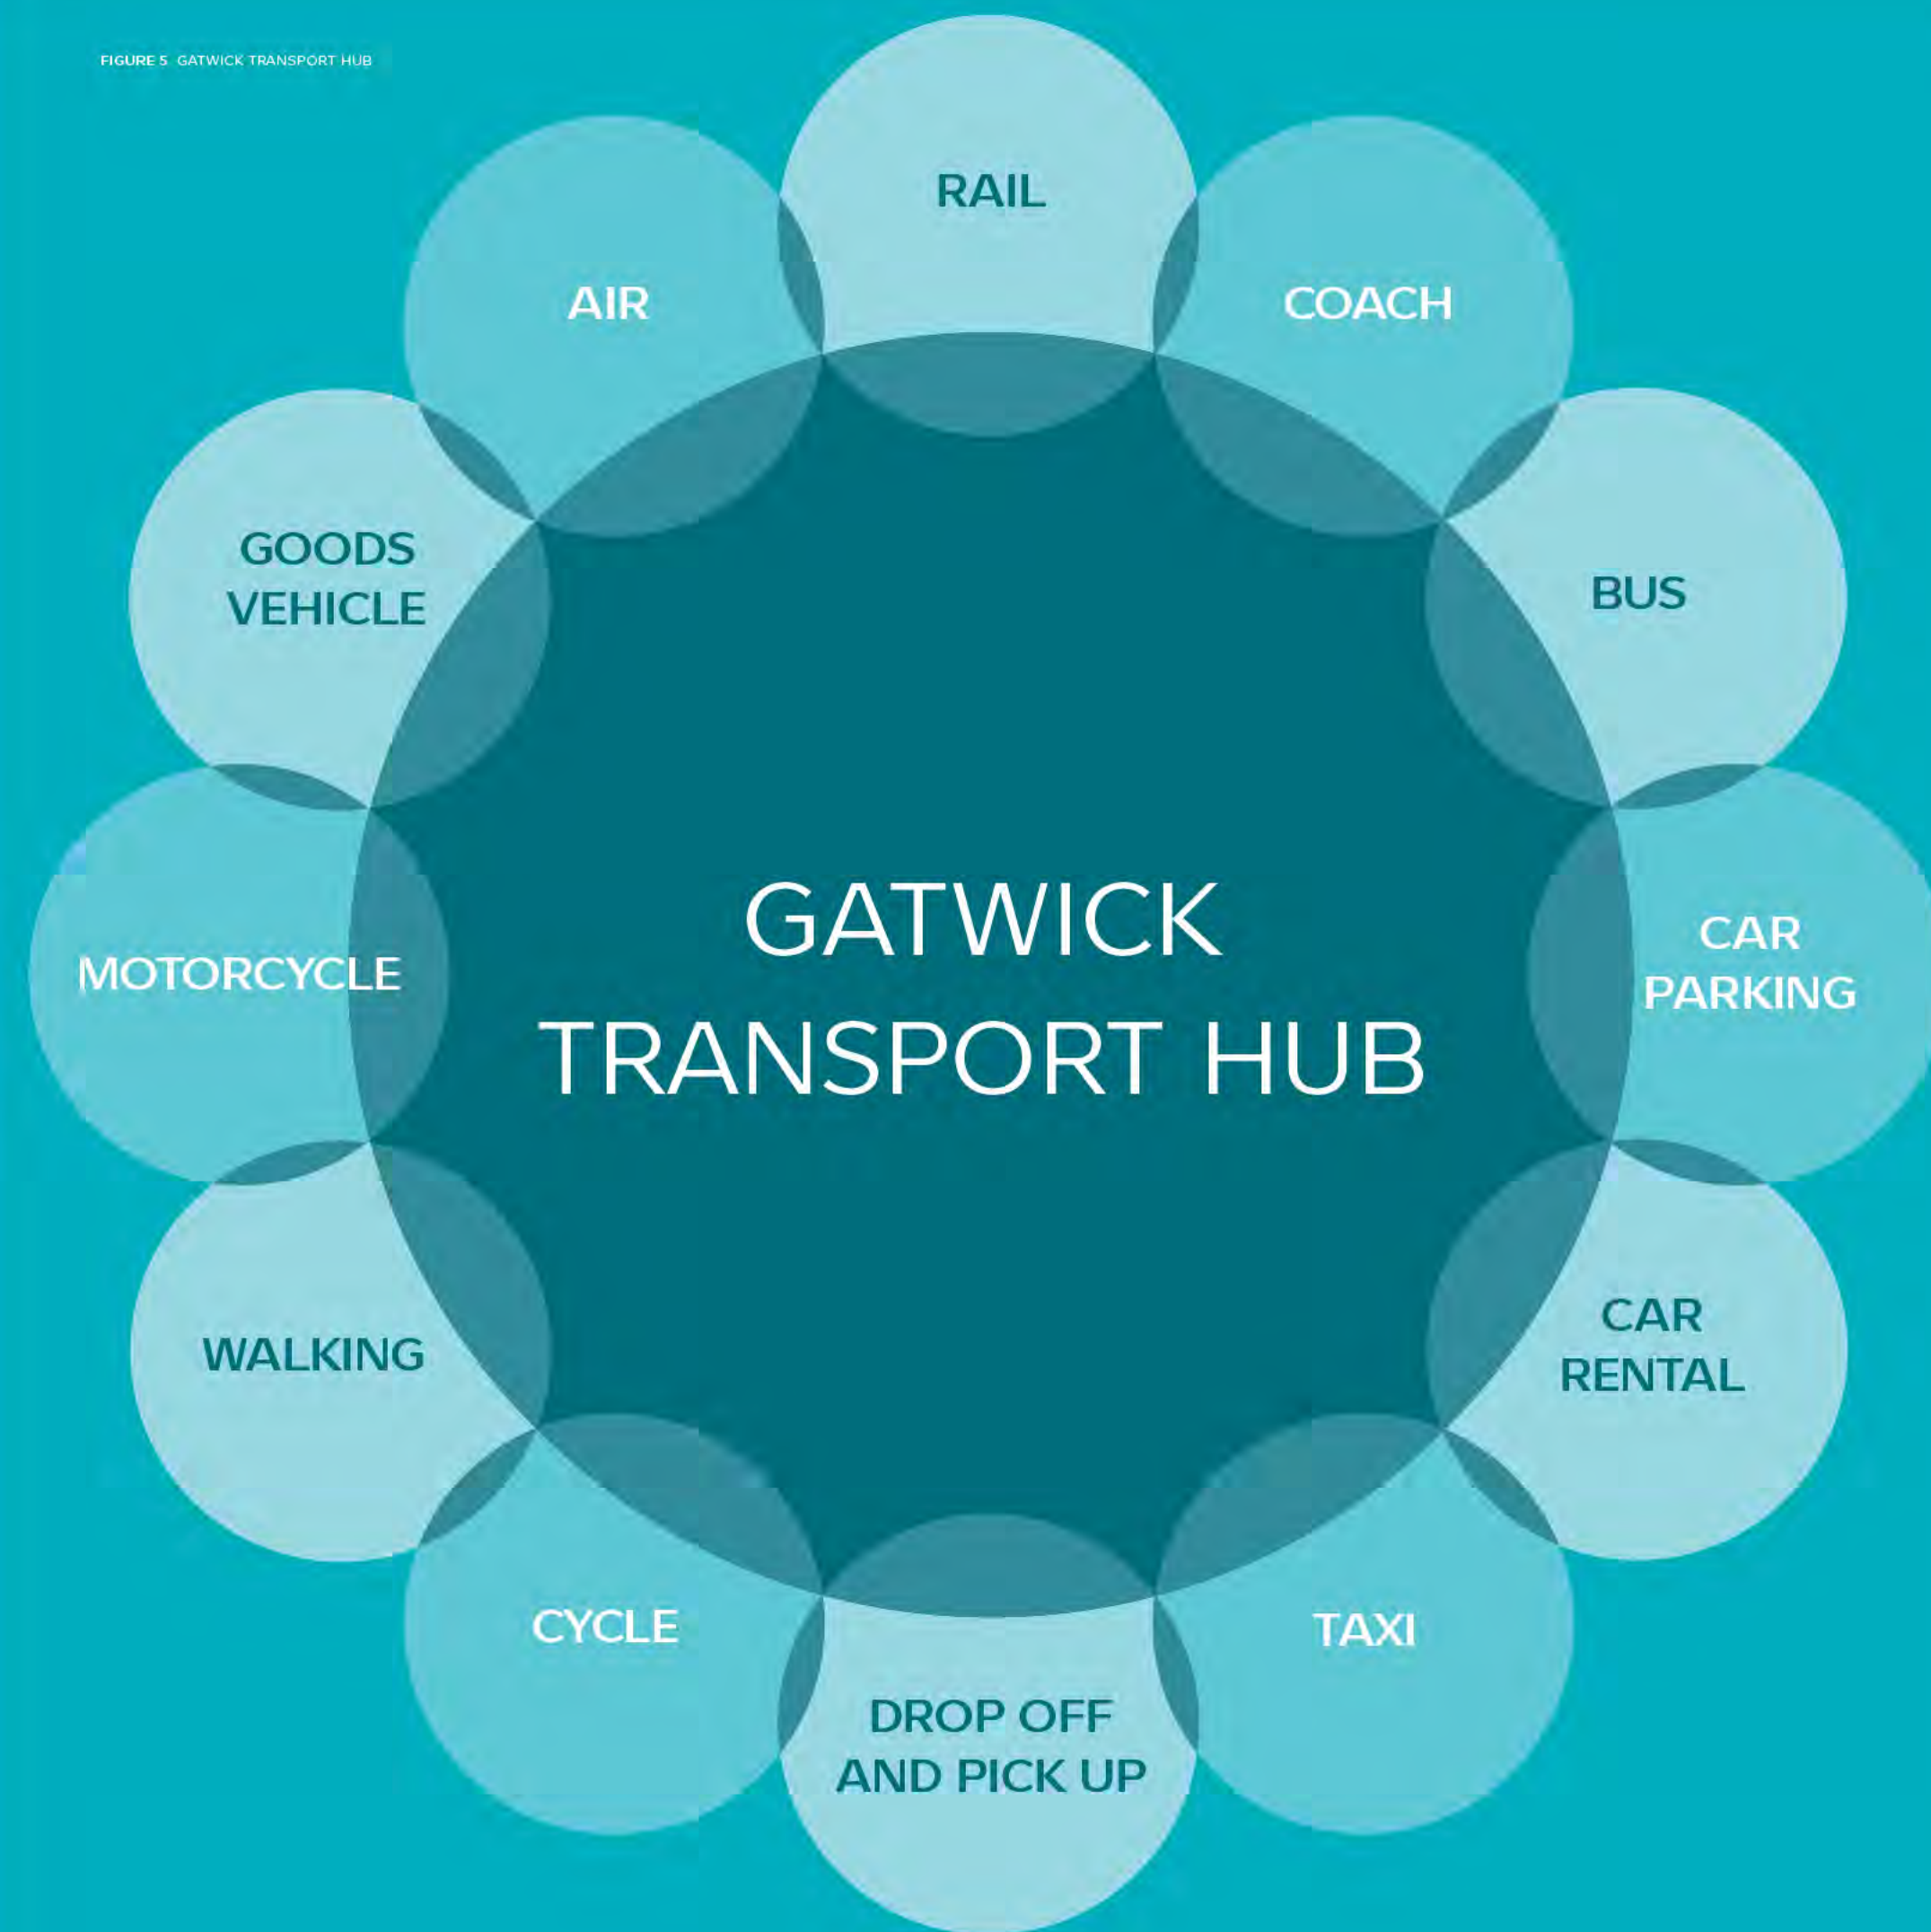 FIGURE 5 GATWICK TRANSPORT HUB
RAIL
COACH
BUS
CAR
PARKING
CAR
RENTAL
TAXI
DROP OFF
AND PICK UP
CYCLE
WALKING
MOTORCYCLE
GOODS
VEHICLE
AIR
GATWICK
TRANSPORT HUB